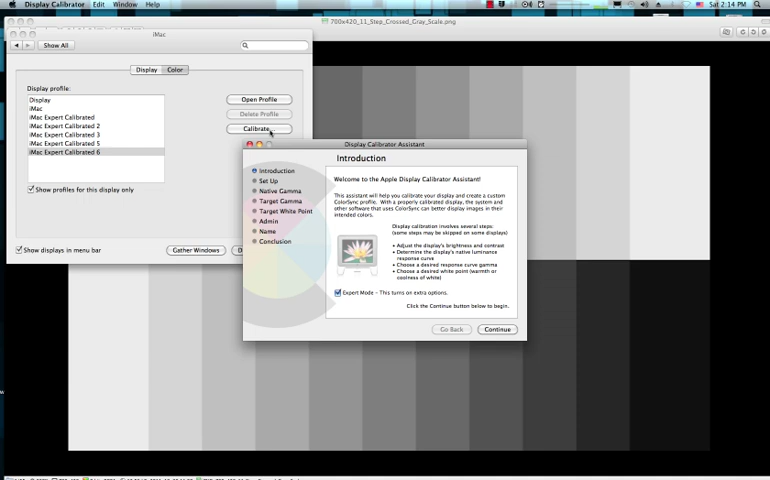 Display Calibrator Edit Window Help
Sat 2:14 PM
700x420_11_Step_Crossed_Gray_Scale.png
iMac
Show All
Display Color
Display profile:
Display
iMac
iMac Expert Calibrated
iMac Expert Calibrated 2
iMac Expert Calibrated 3
iMac Expert Calibrated 5
iMac Expert Calibrated 6
Open Profile
Delete Profile
Calibrate...
Show profiles for this display only
Show displays in menu bar
Gather Windows
Display Calibrator Assistant
Introduction
Introduction
Set Up
Native Gamma
Target Gamma
Target White Point
Admin
Name
Conclusion
Welcome to the Apple Display Calibrator Assistant!
This assistant will help you calibrate your display and create a custom
ColorSync profile. With a properly calibrated display, the system and
other software that uses ColorSync can better display images in their
intended colors.
Display calibration involves several steps:
(some steps may be skipped on some displays)
• Adjust the display's brightness and contrast
• Determine the display's native luminance
response curve
• Choose a desired response curve gamma
• Choose a desired white point (warmth or
coolness of white)
Expert Mode - This turns on extra options.
Click the Continue button below to begin.
Go Back
Continue